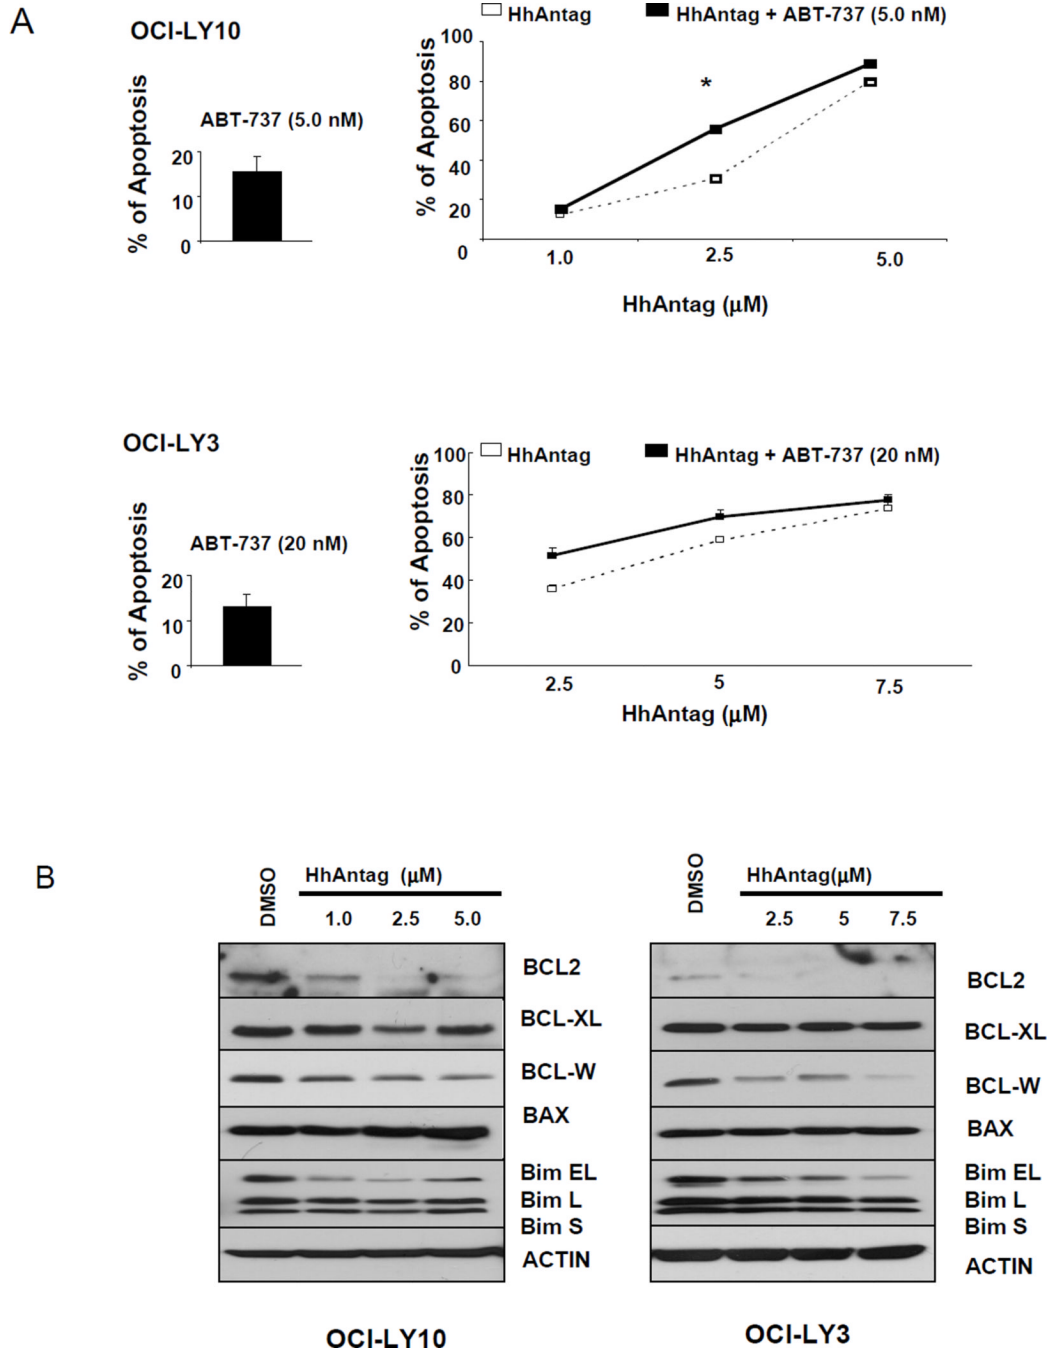 A
OCI-LY10
ABT-737 (5.0 nM)
% of Apoptosis
20
10
0
HhAntag
HhAntag + ABT-737 (5.0 nM)
% of Apoptosis
100
80
60
40
20
0
*
1.0
2.5
5.0
HhAntag (μM)
OCI-LY3
ABT-737 (20 nM)
% of Apoptosis
20
10
0
HhAntag
HhAntag + ABT-737 (20 nM)
% of Apoptosis
100
80
60
40
20
0
2.5
5
7.5
HhAntag (μM)
B
DMSO
HhAntag (μM)
1.0 2.5 5.0
BCL2
BCL-XL
BCL-W
BAX
Bim EL
Bim L
Bim S
ACTIN
OCI-LY10
DMSO
HhAntag(μM)
2.5 5 7.5
BCL2
BCL-XL
BCL-W
BAX
Bim EL
Bim L
Bim S
ACTIN
OCI-LY3